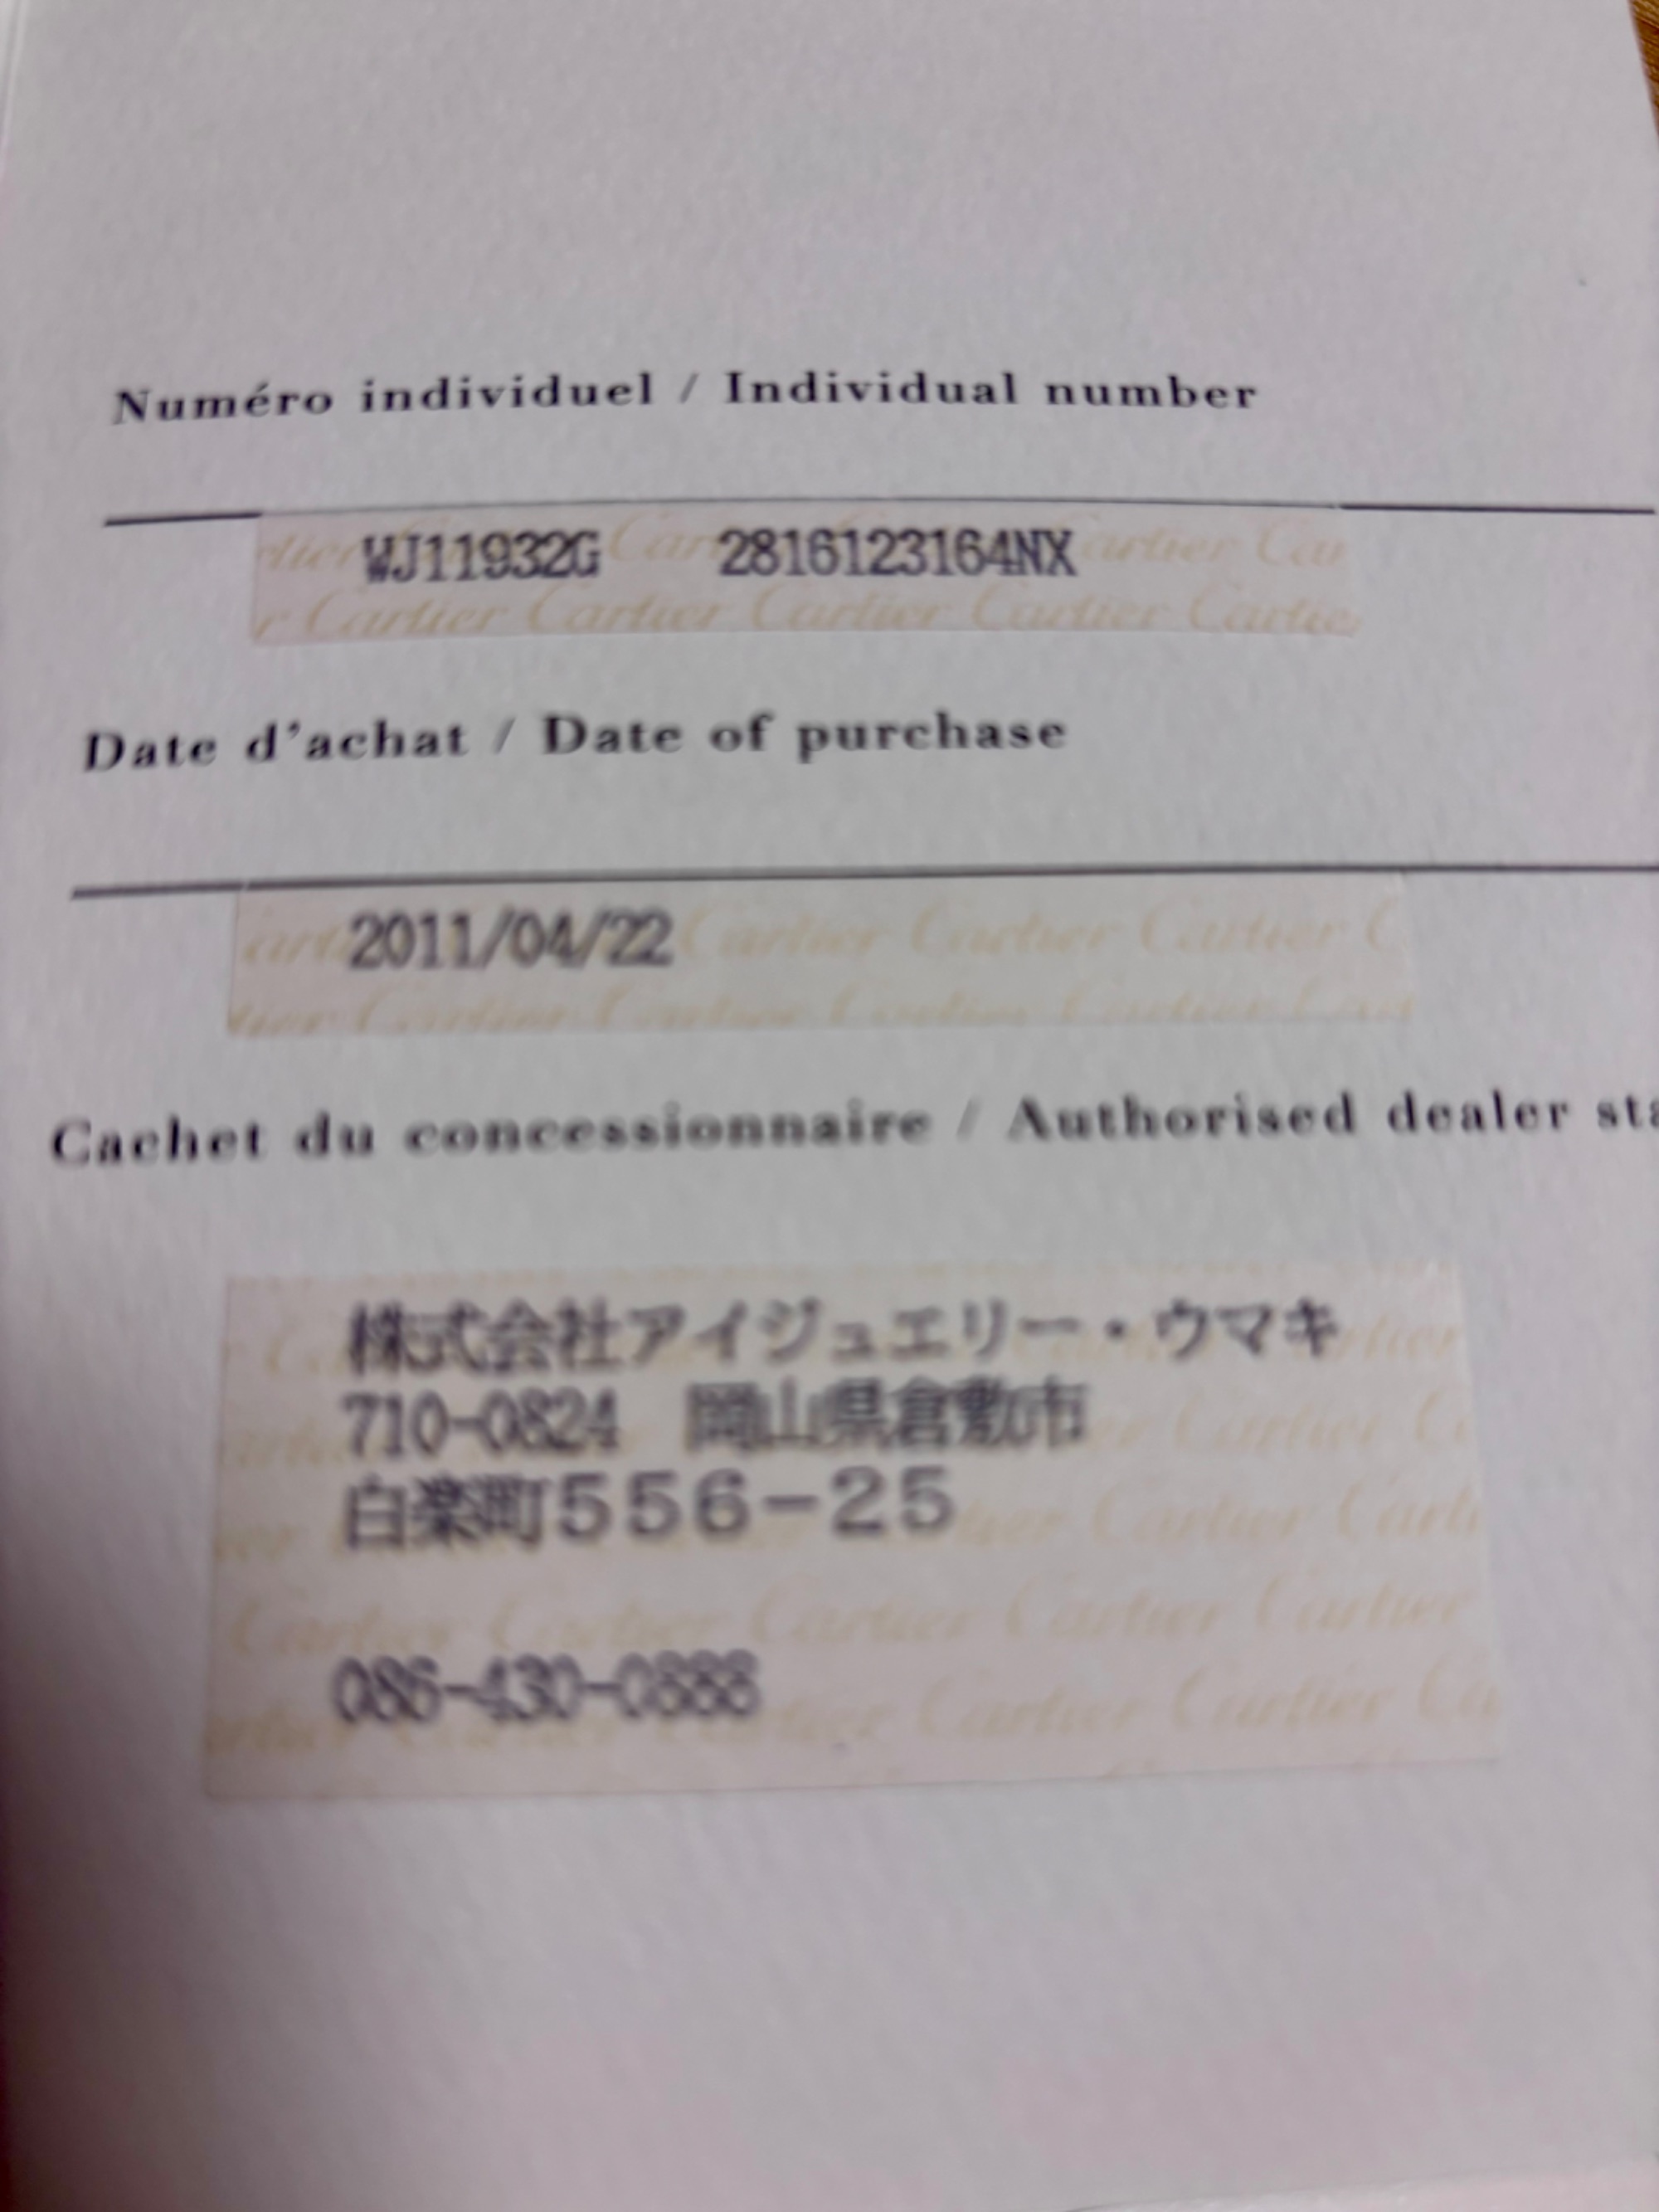 Numéro individuel / Individual number
WJ11932G 2816123164NX
Date d'achat / Date of purchase
2011/04/22
Cachet du concessionnaire / Authorised dealer
株式会社アイジュエリー・ウマキ
710-0824 岡山県倉敷市
白楽町556-25
086-430-0888